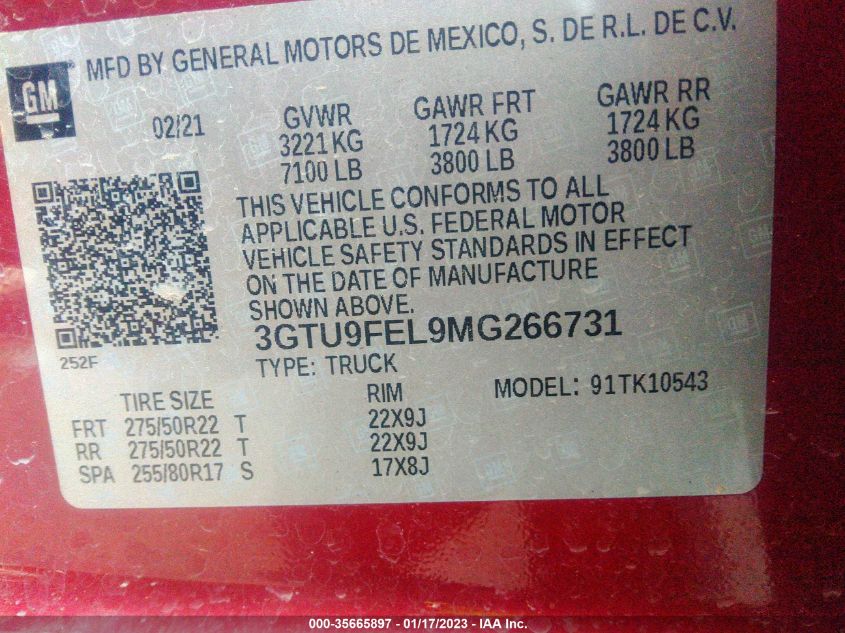 MFD BY GENERAL MOTORS DE MEXICO, S. DE R.L. DE C.V.
GM
02/21
GVWR GAWR FRT GAWR RR
3221 KG 1724 KG 1724 KG
7100 LB 3800 LB 3800 LB
THIS VEHICLE CONFORMS TO ALL
APPLICABLE U.S. FEDERAL MOTOR
VEHICLE SAFETY STANDARDS IN EFFECT
ON THE DATE OF MANUFACTURE
SHOWN ABOVE.
3GTU9FEL9MG266731
252F
TYPE: TRUCK
MODEL: 91TK10543
TIRE SIZE RIM
FRT 275/50R22 T 22X9J
RR 275/50R22 T 22X9J
SPA 255/80R17 S 17X8J
000-35665897 - 01/17/2023 - IAA Inc.